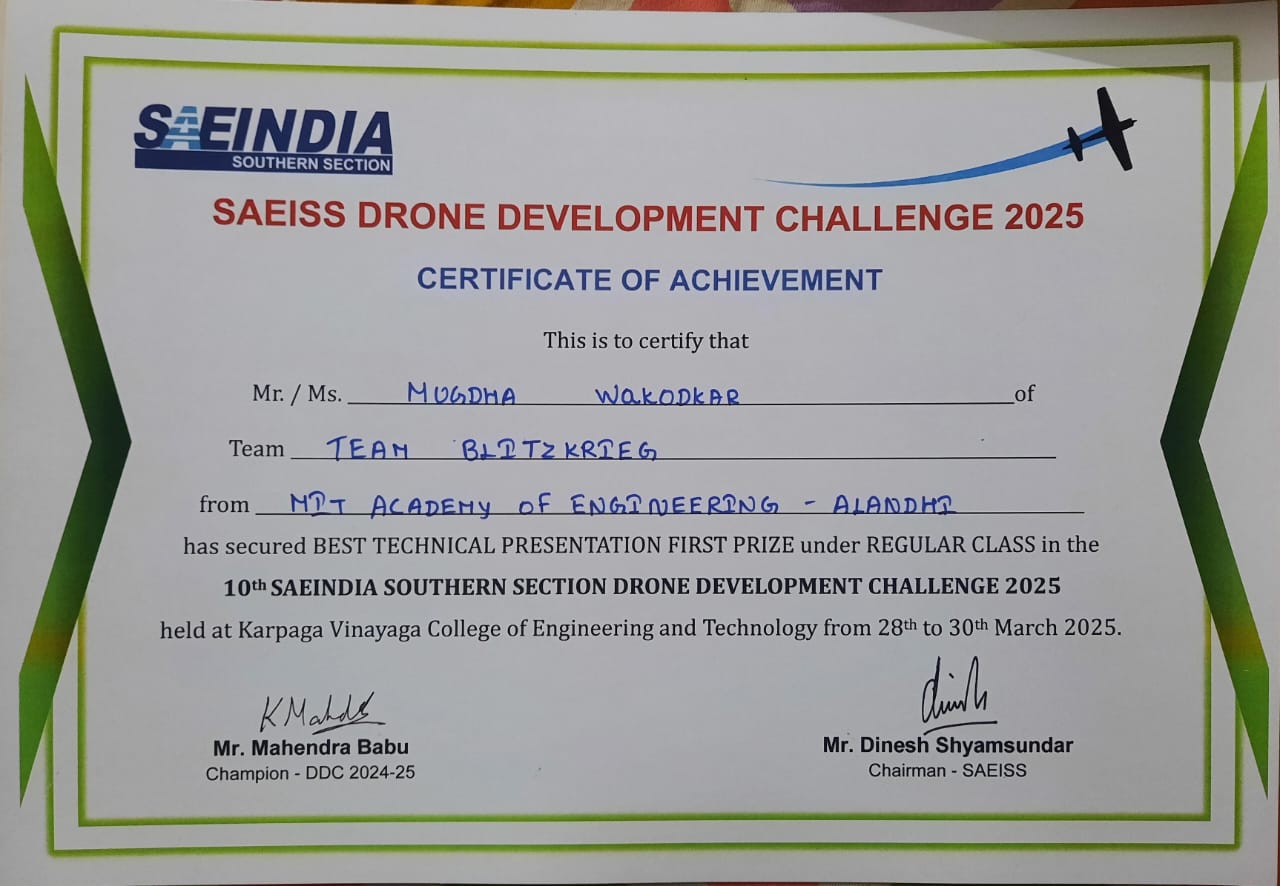 SAEINDIA
SOUTHERN SECTION
SAEISS DRONE DEVELOPMENT CHALLENGE 2025
CERTIFICATE OF ACHIEVEMENT
This is to certify that
Mr. / Ms. MUGDHA WAKODKAR of
Team TEAM BLITZKRIEG
from MIT ACADEMY OF ENGINEERING - ALANDHI
has secured BEST TECHNICAL PRESENTATION FIRST PRIZE under REGULAR CLASS in the
10th SAEINDIA SOUTHERN SECTION DRONE DEVELOPMENT CHALLENGE 2025
held at Karpaga Vinayaga College of Engineering and Technology from 28th to 30th March 2025.
Mr. Mahendra Babu
Champion - DDC 2024-25
Mr. Dinesh Shyamsundar
Chairman - SAEISS